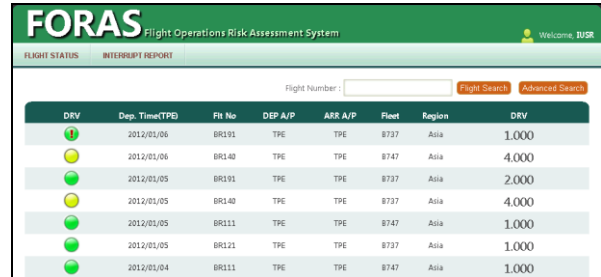 FORAS Flight Operations Risk Assessment System
Welcome, IUSR
FLIGHT STATUS INTERRUPT REPORT
Flight Number : Flight Search Advanced Search
DRV Dep. Time(TPE) Flt No DEP A/P ARR A/P Fleet Region DRV
2012/01/06 BR191 TPE TPE B737 Asia 1.000
2012/01/06 BR140 TPE TPE B747 Asia 4.000
2012/01/05 BR191 TPE TPE B737 Asia 2.000
2012/01/05 BR140 TPE TPE B737 Asia 4.000
2012/01/05 BR111 TPE TPE B747 Asia 1.000
2012/01/05 BR121 TPE TPE B737 Asia 1.000
2012/01/04 BR111 TPE TPE B747 Asia 1.000